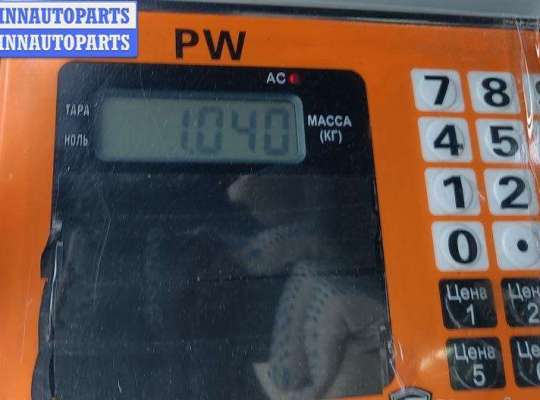 INNAUTOPARTS
INNAUTOPARTS
PW
AC
ТАРА
НОЛЬ
1.040
МАССА
(КГ)
7 8
4 5
1 2
0 .
Цена
1
Цена
5